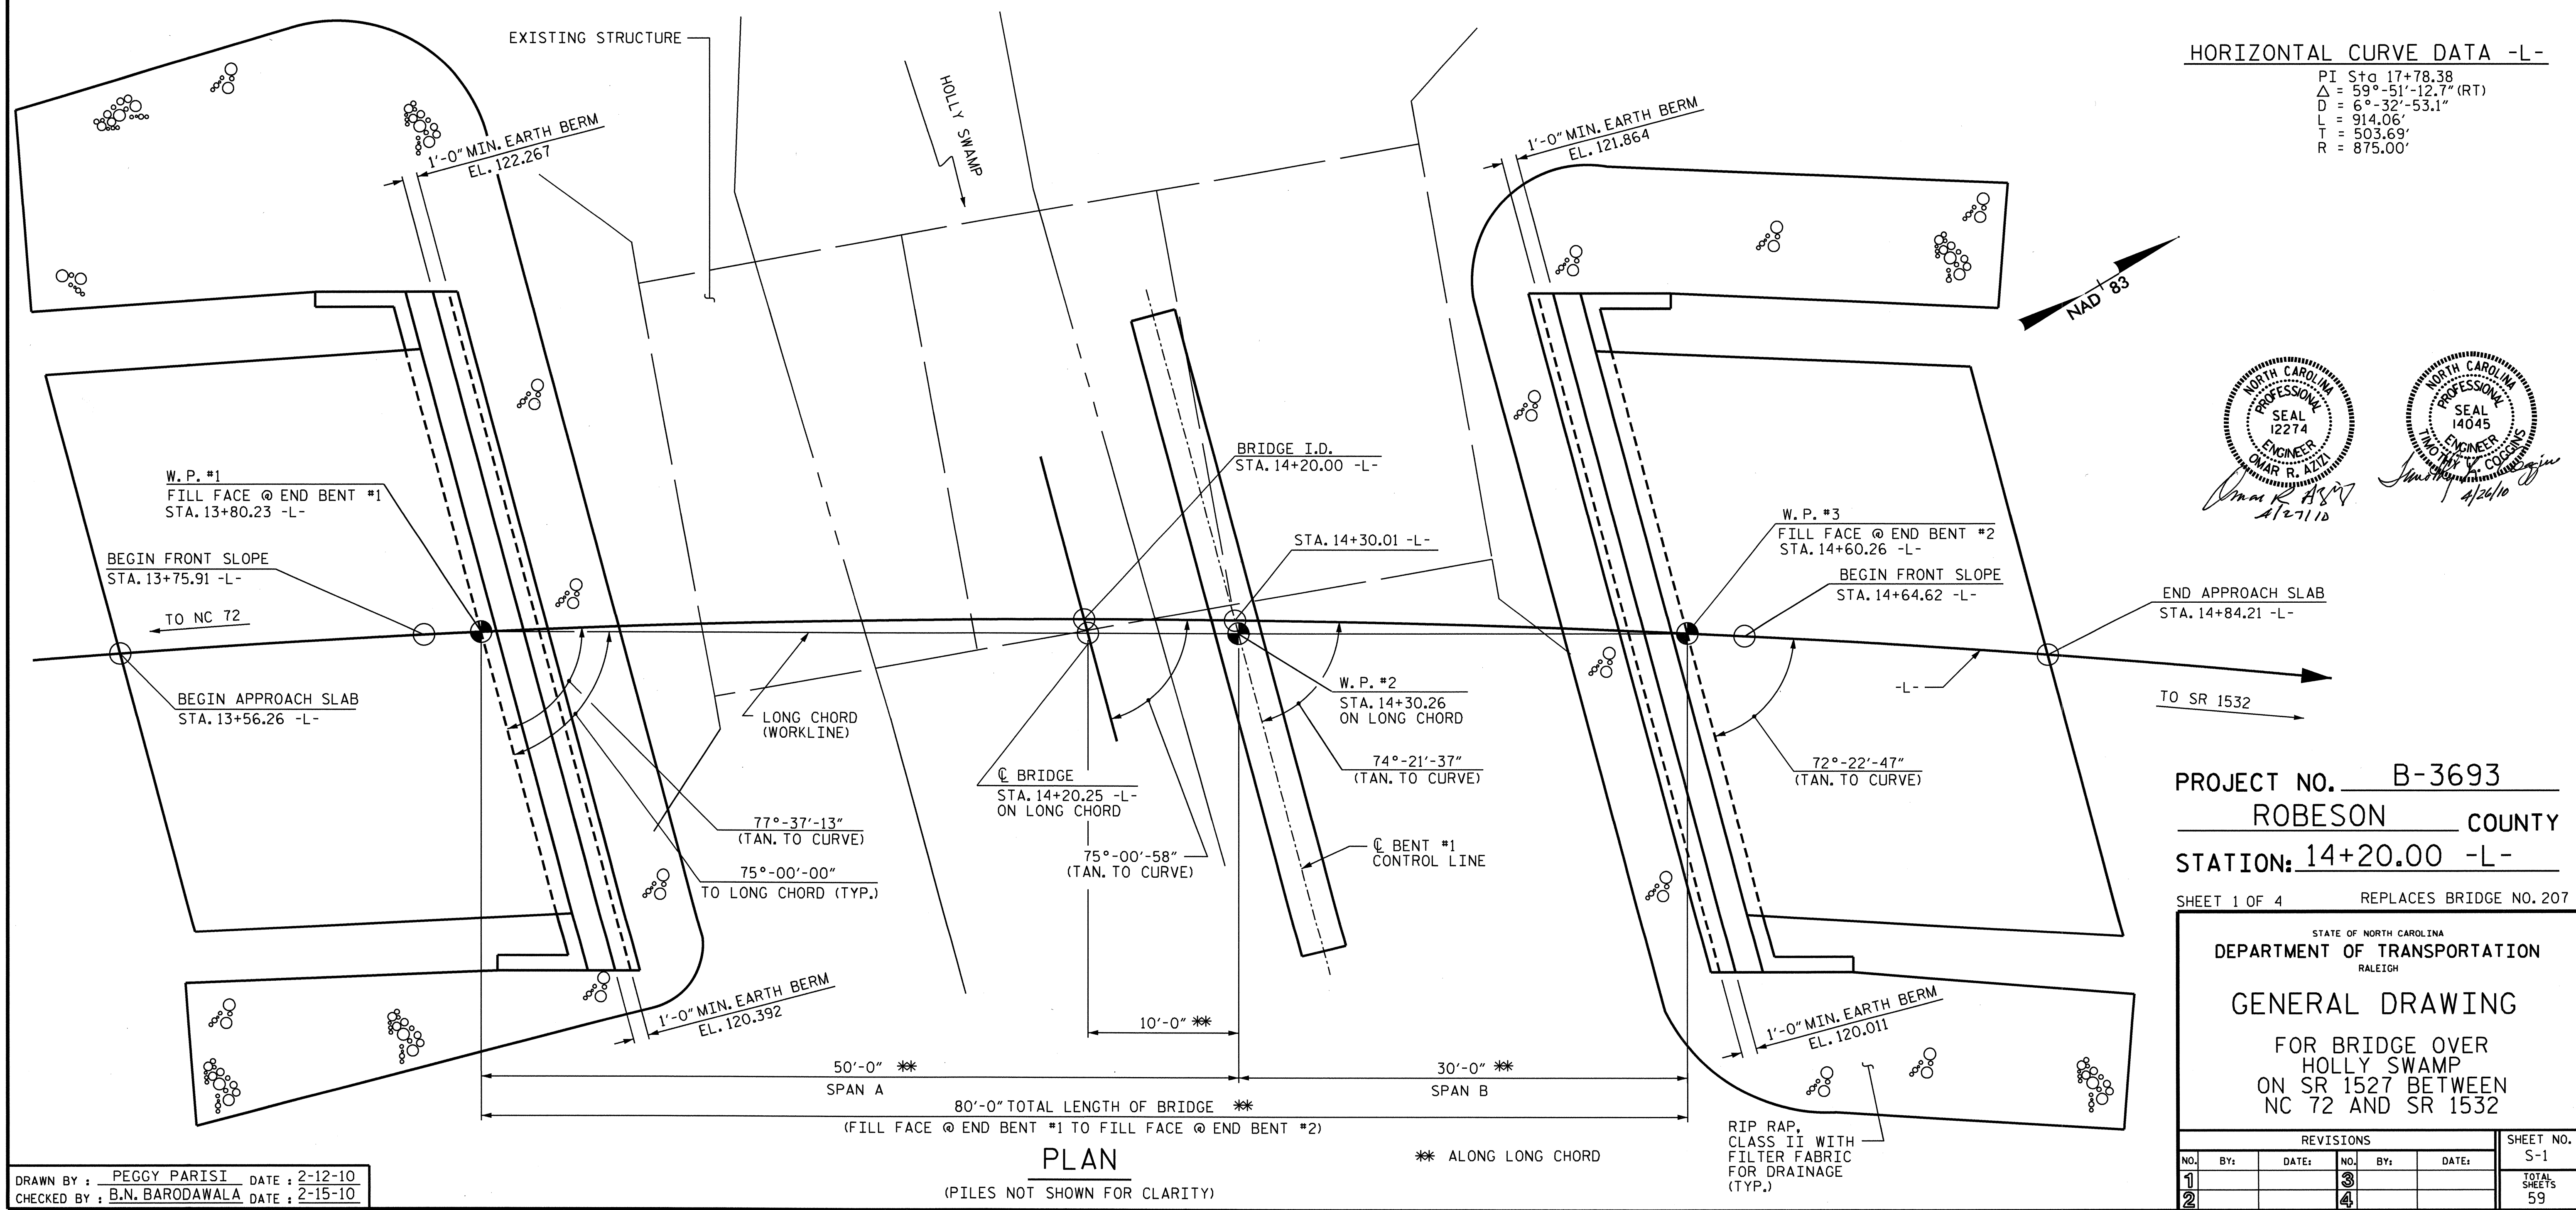 EXISTING STRUCTURE
HOLLY SWAMP
1'-0" MIN. EARTH BERM
EL. 122.267
1'-0" MIN. EARTH BERM
EL. 121.864
HORIZONTAL CURVE DATA -L-
PI Sta 17+78.38
△ = 59°-51'-12.7" (RT)
D = 6°-32'-53.1"
L = 914.06'
T = 503.69'
R = 875.00'
NAD 83
NORTH CAROLINA
PROFESSIONAL
SEAL
12274
ENGINEER
OMAR R. AZIZI
Omar R Azizi
4/27/10
NORTH CAROLINA
PROFESSIONAL
SEAL
14045
ENGINEER
COGGINS
4/26/10
W.P. #1
FILL FACE @ END BENT #1
STA. 13+80.23 -L-
BEGIN FRONT SLOPE
STA. 13+75.91 -L-
TO NC 72
BEGIN APPROACH SLAB
STA. 13+56.26 -L-
BRIDGE I.D.
STA. 14+20.00 -L-
STA. 14+30.01 -L-
W.P. #3
FILL FACE @ END BENT #2
STA. 14+60.26 -L-
BEGIN FRONT SLOPE
STA. 14+64.62 -L-
END APPROACH SLAB
STA. 14+84.21 -L-
-L-
TO SR 1532
LONG CHORD
(WORKLINE)
℄ BRIDGE
STA. 14+20.25 -L-
ON LONG CHORD
W.P. #2
STA. 14+30.26
ON LONG CHORD
74°-21'-37"
(TAN. TO CURVE)
72°-22'-47"
(TAN. TO CURVE)
77°-37'-13"
(TAN. TO CURVE)
75°-00'-00"
TO LONG CHORD (TYP.)
75°-00'-58"
(TAN. TO CURVE)
℄ BENT #1
CONTROL LINE
1'-0" MIN. EARTH BERM
EL. 120.392
1'-0" MIN. EARTH BERM
EL. 120.011
10'-0" **
50'-0" **
SPAN A
30'-0" **
SPAN B
80'-0" TOTAL LENGTH OF BRIDGE **
(FILL FACE @ END BENT #1 TO FILL FACE @ END BENT #2)
PLAN
(PILES NOT SHOWN FOR CLARITY)
** ALONG LONG CHORD
RIP RAP,
CLASS II WITH
FILTER FABRIC
FOR DRAINAGE
(TYP.)
DRAWN BY : PEGGY PARISI DATE : 2-12-10
CHECKED BY : B.N. BARODAWALA DATE : 2-15-10
PROJECT NO. B-3693
ROBESON COUNTY
STATION: 14+20.00 -L-
SHEET 1 OF 4 REPLACES BRIDGE NO. 207
STATE OF NORTH CAROLINA
DEPARTMENT OF TRANSPORTATION
RALEIGH
GENERAL DRAWING
FOR BRIDGE OVER
HOLLY SWAMP
ON SR 1527 BETWEEN
NC 72 AND SR 1532
REVISIONS
NO. BY: DATE: NO. BY: DATE:
1 3
2 4
SHEET NO.
S-1
TOTAL SHEETS
59